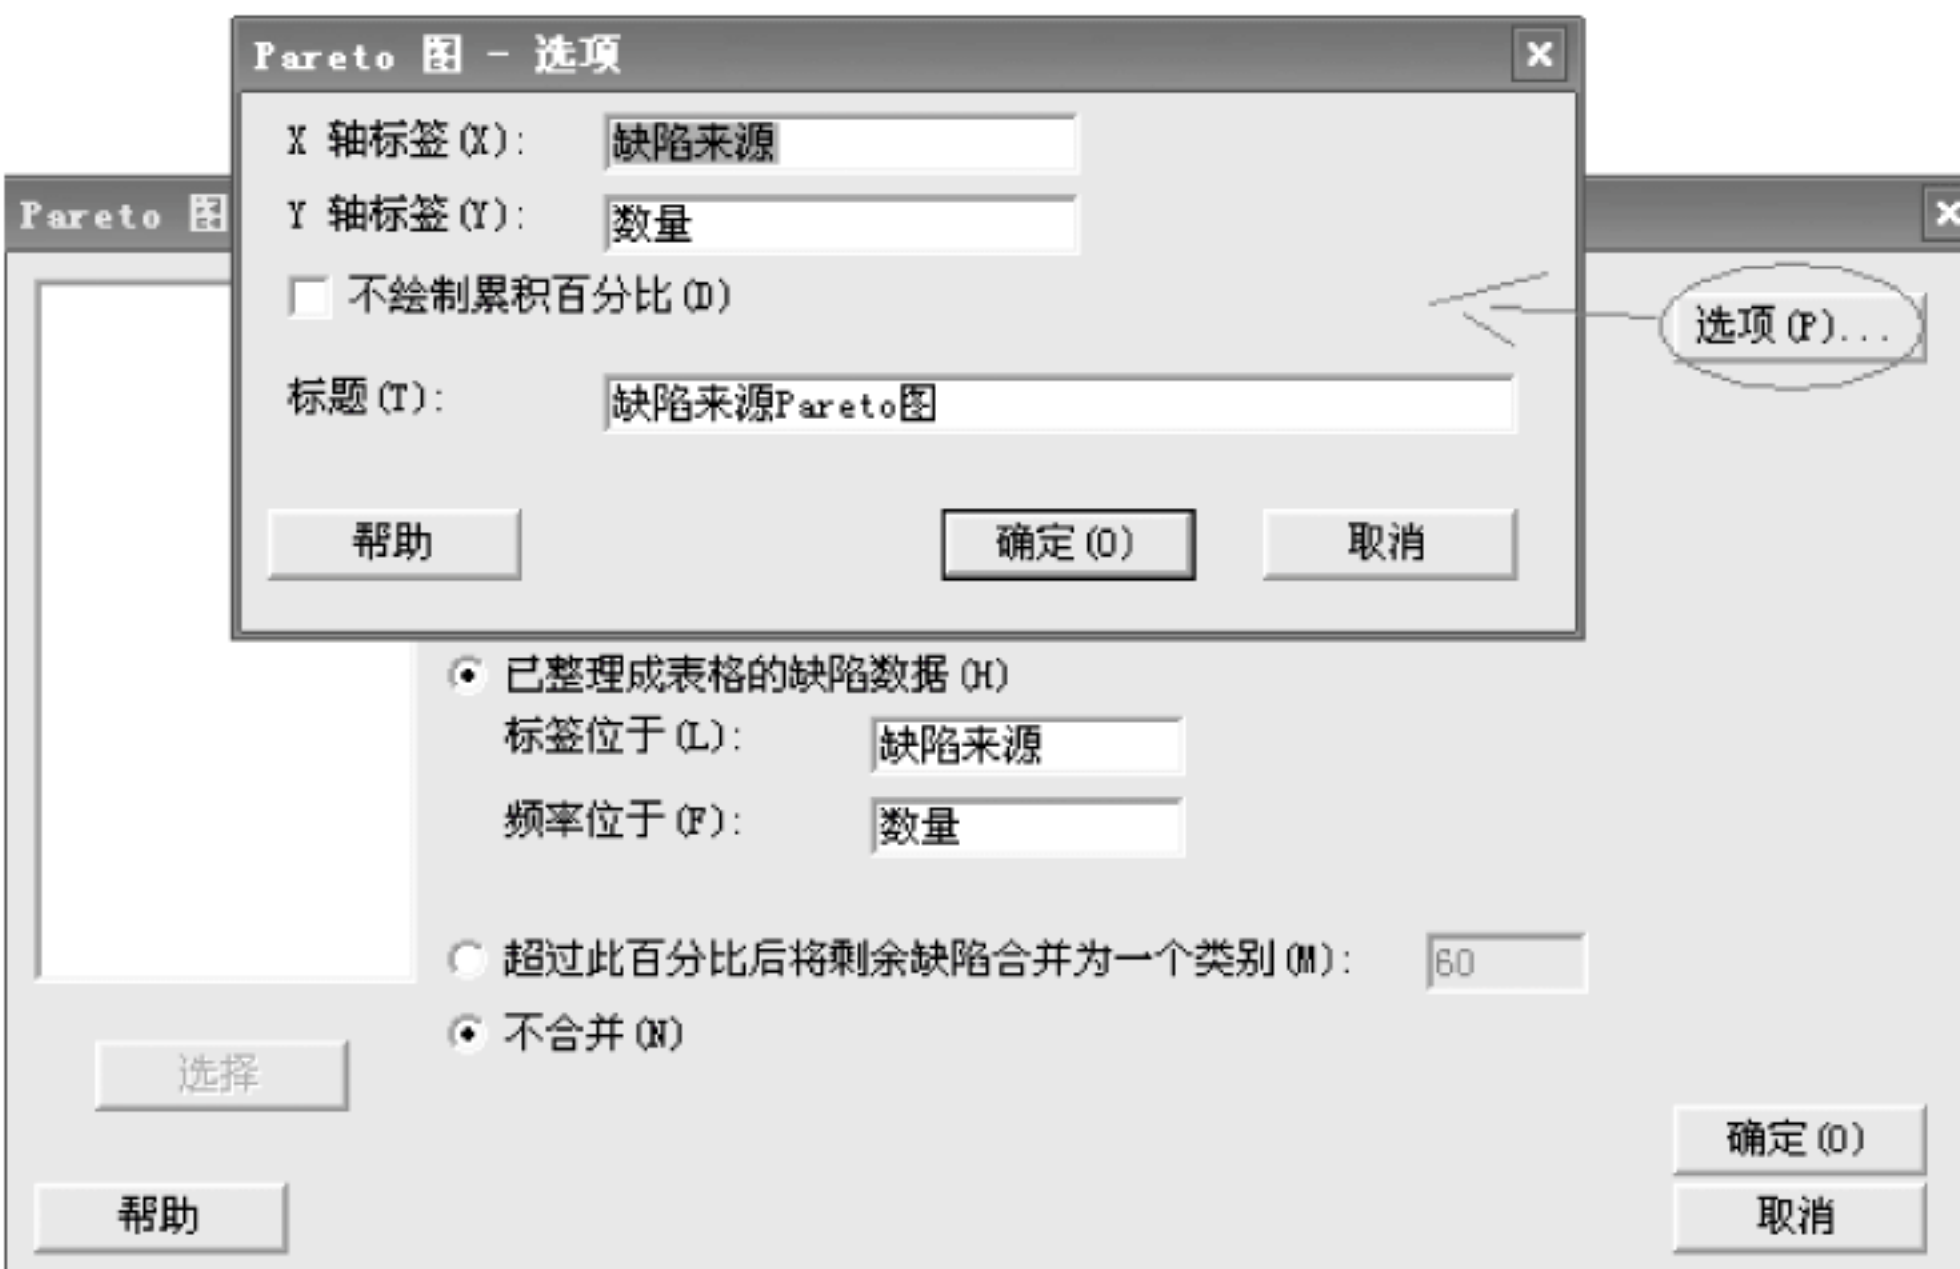 Pareto 图 - 选项
X 轴标签(X): 缺陷来源
Y 轴标签(Y): 数量
不绘制累积百分比(D)
标题(T): 缺陷来源Pareto图
帮助 确定(O) 取消
Pareto 图
选项(P)...
已整理成表格的缺陷数据(H)
标签位于(L): 缺陷来源
频率位于(F): 数量
超过此百分比后将剩余缺陷合并为一个类别(M): 60
不合并(N)
选择
确定(O)
帮助 取消